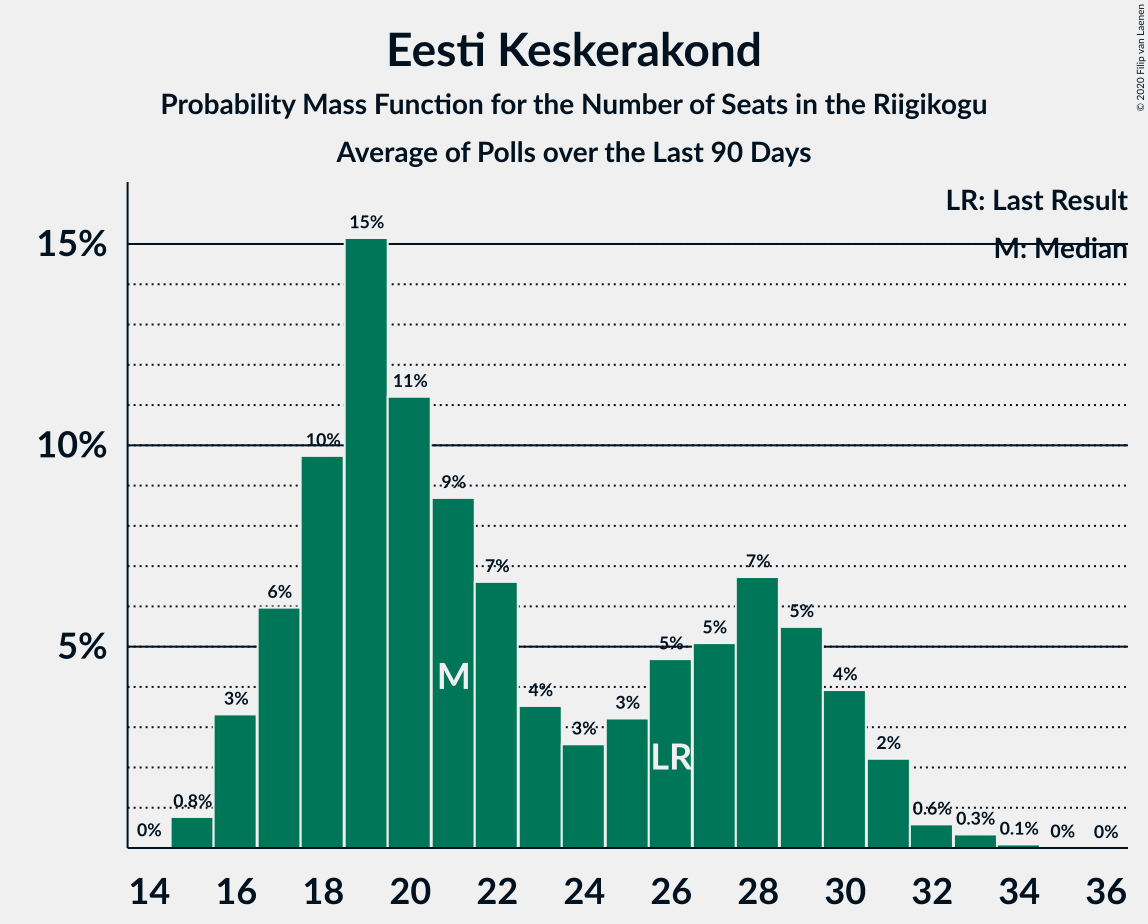 Eesti Keskerakond
Probability Mass Function for the Number of Seats in the Riigikogu
Average of Polls over the Last 90 Days
© 2020 Filip van Laenen
LR: Last Result
M: Median
15%
10%
5%
0%
0.8%
3%
6%
10%
15%
11%
9%
7%
4%
3%
3%
5%
5%
7%
5%
4%
2%
0.6%
0.3%
0.1%
0%
0%
M
LR
14 16 18 20 22 24 26 28 30 32 34 36